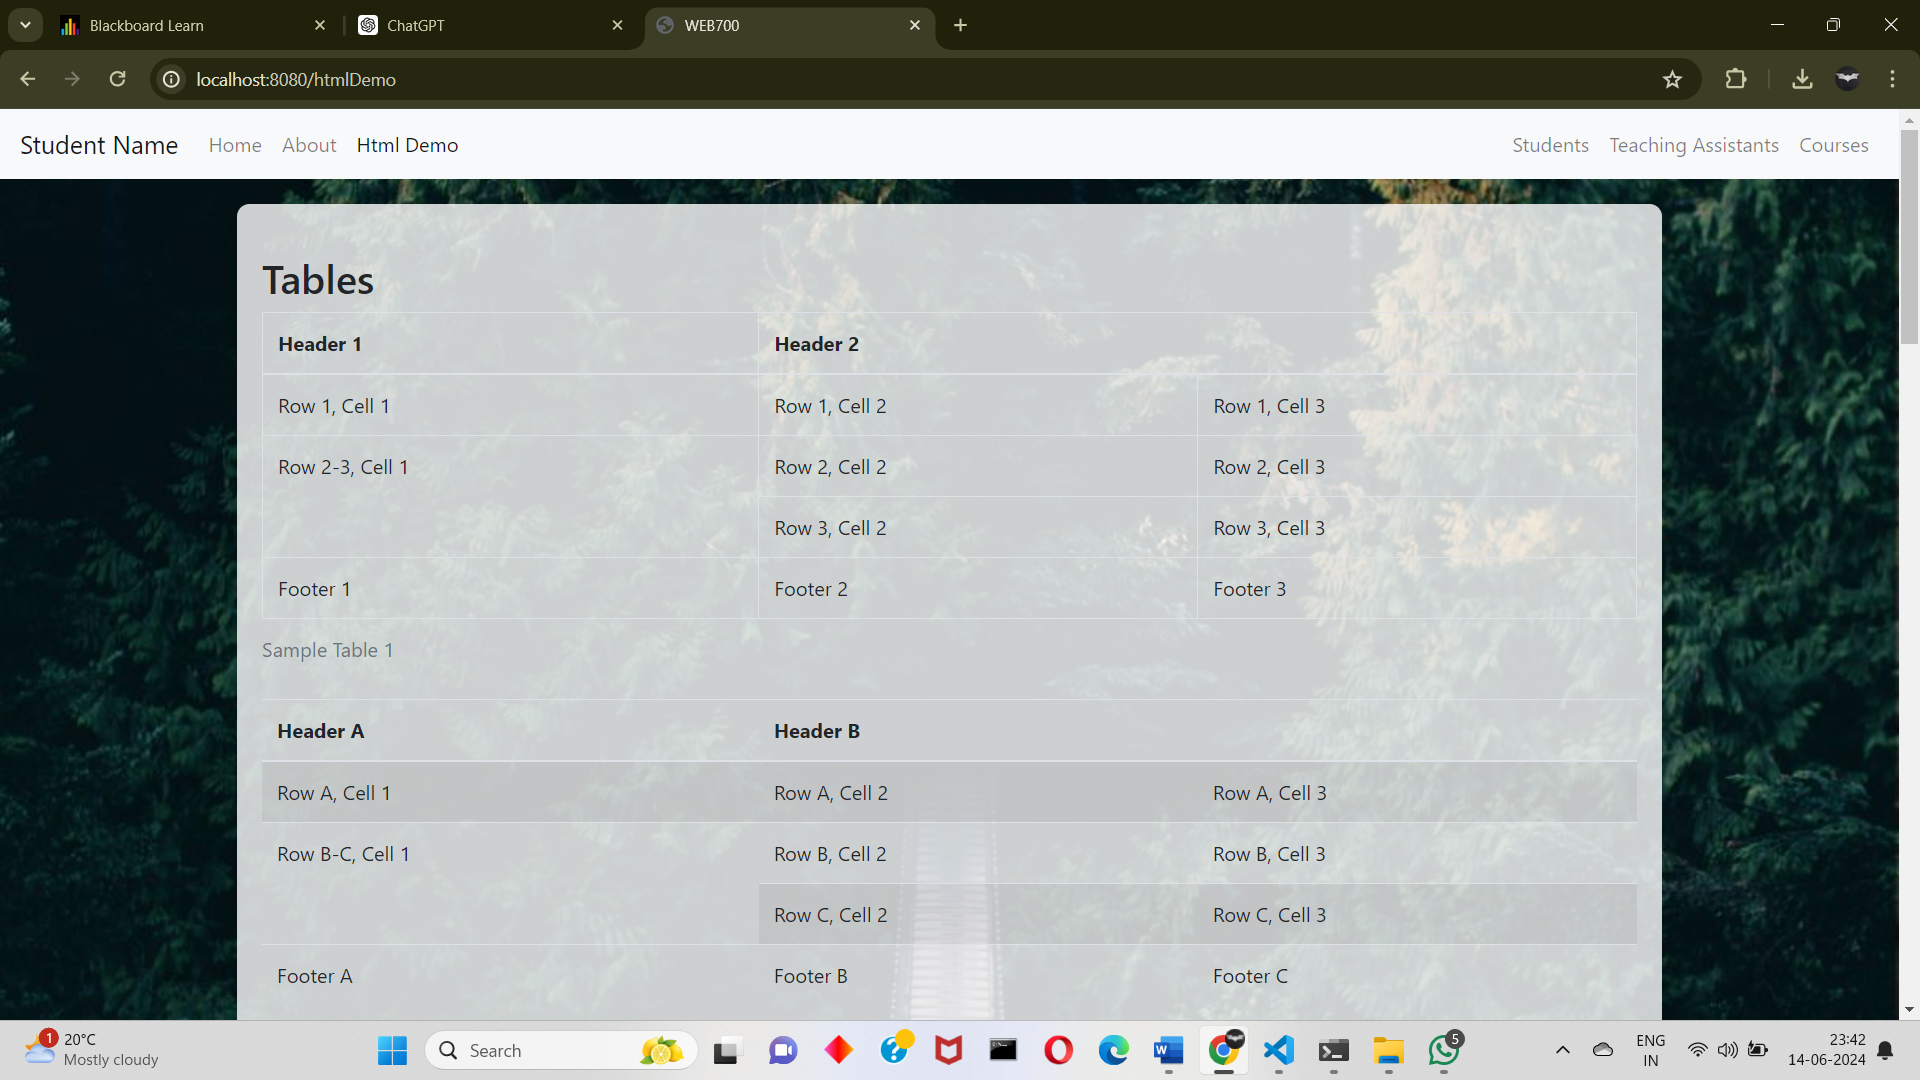 Blackboard Learn
ChatGPT
WEB700
localhost:8080/htmlDemo
Student Name Home About Html Demo Students Teaching Assistants Courses
Tables
Header 1 Header 2
Row 1, Cell 1 Row 1, Cell 2 Row 1, Cell 3
Row 2-3, Cell 1 Row 2, Cell 2 Row 2, Cell 3
Row 3, Cell 2 Row 3, Cell 3
Footer 1 Footer 2 Footer 3
Sample Table 1
Header A Header B
Row A, Cell 1 Row A, Cell 2 Row A, Cell 3
Row B-C, Cell 1 Row B, Cell 2 Row B, Cell 3
Row C, Cell 2 Row C, Cell 3
Footer A Footer B Footer C
1
20°C
Mostly cloudy
Search
W
5
ENG
IN
23:42
14-06-2024